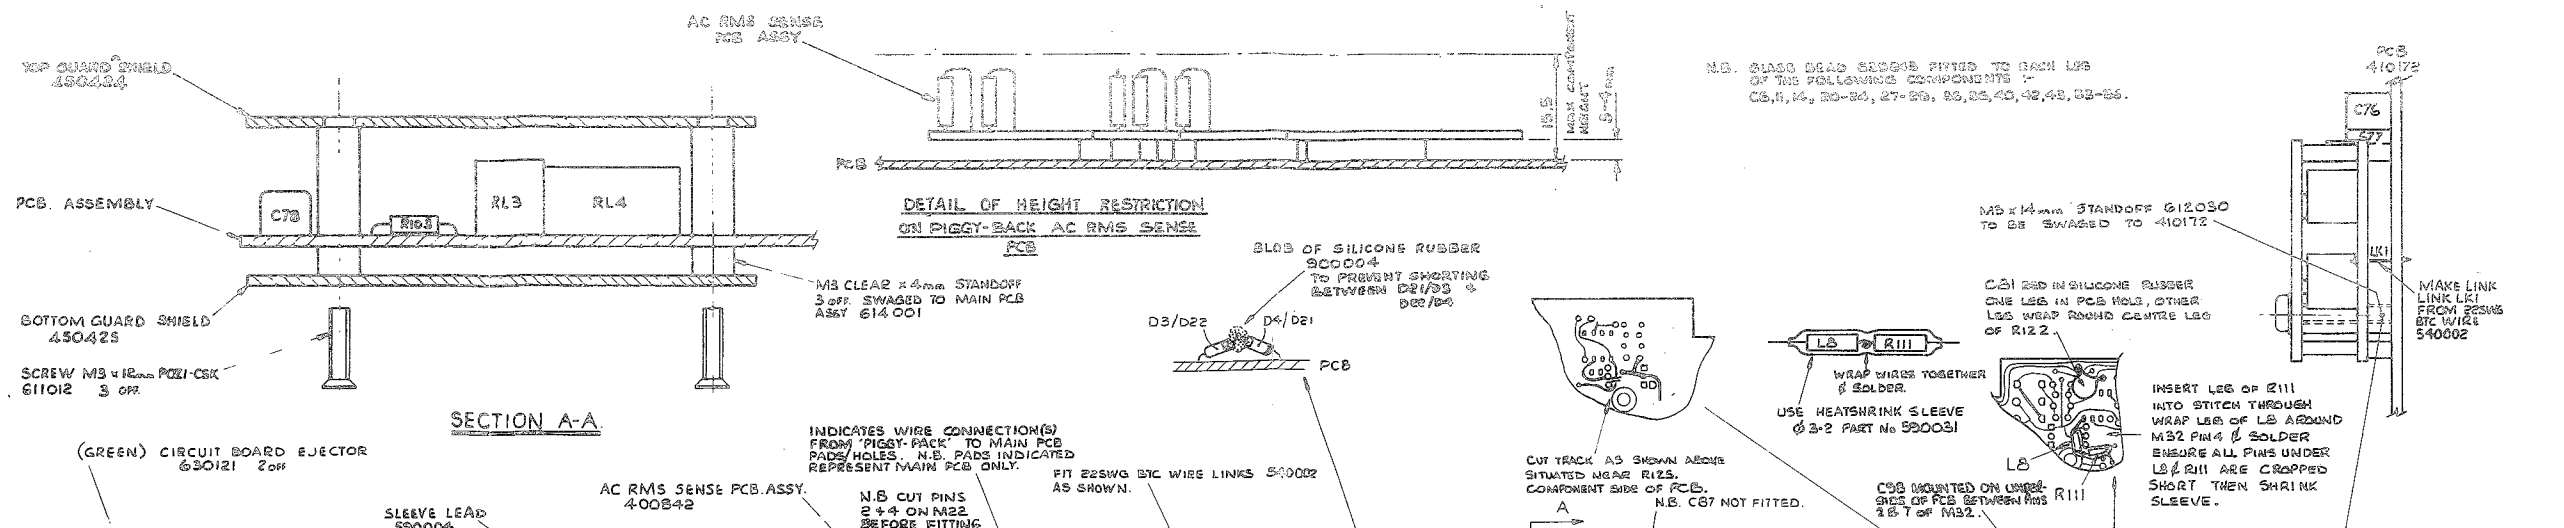 TOP GUARD SHIELD
450424
PCB. ASSEMBLY
C78
R103
RL3
RL4
BOTTOM GUARD SHIELD
450425
SCREW M3 x 12mm POZI-CSK
611012 3 OFF.
M3 CLEAR x 4mm STANDOFF
3 OFF. SWAGED TO MAIN PCB
ASSY 614001
SECTION A-A.
(GREEN) CIRCUIT BOARD EJECTOR
630121 2 OFF
SLEEVE LEAD
590004
AC RMS SENSE
PCB ASSY
PCB
15.5
MAX COMPONENT
HEIGHT
DETAIL OF HEIGHT RESTRICTION
ON PIGGY-BACK AC RMS SENSE
PCB
BLOB OF SILICONE RUBBER
900004
TO PREVENT SHORTING
BETWEEN D21/D3 &
D22/D4
D3/D22
D4/D21
PCB
INDICATES WIRE CONNECTION(S)
FROM 'PIGGY-PACK' TO MAIN PCB
PADS/HOLES. N.B. PADS INDICATED
REPRESENT MAIN PCB ONLY.
FIT 22SWG BTC WIRE LINKS 540002
AS SHOWN.
AC RMS SENSE PCB.ASSY.
400842
N.B CUT PINS
2 & 4 ON M22
BEFORE FITTING
N.B. GLASS BEAD FITTED TO EACH LEG
OF THE FOLLOWING COMPONENTS :-
PCB
410172
C76
C77
LK1
M3 x 14mm STANDOFF 612030
TO BE SWAGED TO 410172
MAKE LINK
LINK LK1
FROM 22SWG
BTC WIRE
540002
BED IN SILICONE RUBBER
ONE LEG IN PCB HOLE, OTHER
LEG WRAP ROUND CENTRE LEG
OF R122.
L8
R111
WRAP WIRES TOGETHER
& SOLDER.
USE HEATSHRINK SLEEVE
Ø 3·2 PART No 590031
CUT TRACK AS SHOWN ABOVE
SITUATED NEAR R125.
COMPONENT SIDE OF PCB.
N.B. C87 NOT FITTED.
A
L8
R111
C98 MOUNTED ON UNDER-
SIDE OF PCB BETWEEN PINS
2 & 7 OF M32.
INSERT LEG OF R111
INTO STITCH THROUGH
WRAP LEG OF L8 AROUND
M32 PIN 4 & SOLDER
ENSURE ALL PINS UNDER
L8 & R111 ARE CROPPED
SHORT THEN SHRINK
SLEEVE.